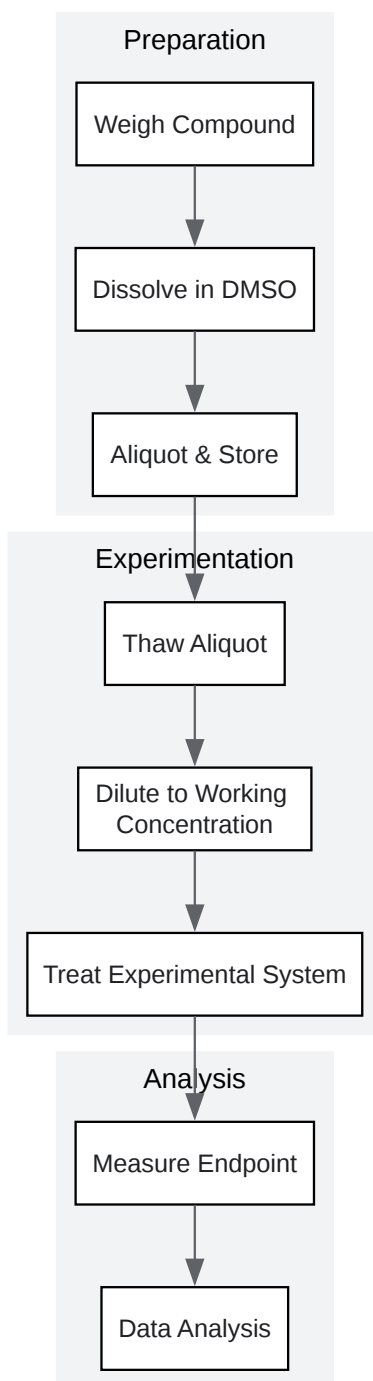 Preparation
Weigh Compound
Dissolve in DMSO
Aliquot & Store
Experimentation
Thaw Aliquot
Dilute to Working
Concentration
Treat Experimental System
Analysis
Measure Endpoint
Data Analysis